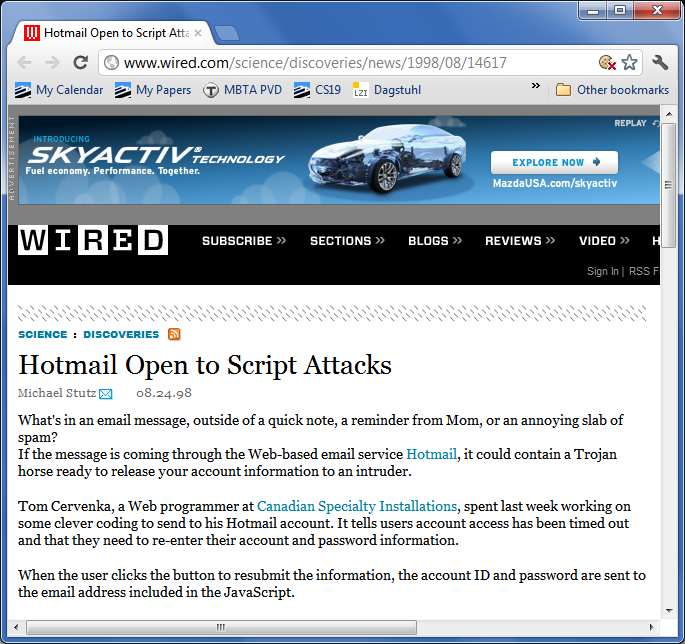 Hotmail Open to Script Atta
www.wired.com/science/discoveries/news/1998/08/14617
My Calendar My Papers MBTA PVD CS19 LZI Dagstuhl » Other bookmarks
ADVERTISEMENT
INTRODUCING
SKYACTIV® TECHNOLOGY
Fuel economy. Performance. Together.
REPLAY
EXPLORE NOW
MazdaUSA.com/skyactiv
WIRED SUBSCRIBE » SECTIONS » BLOGS » REVIEWS » VIDEO » H
Sign In | RSS F
SCIENCE : DISCOVERIES
Hotmail Open to Script Attacks
Michael Stutz 08.24.98
What's in an email message, outside of a quick note, a reminder from Mom, or an annoying slab of
spam?
If the message is coming through the Web-based email service Hotmail, it could contain a Trojan
horse ready to release your account information to an intruder.
Tom Cervenka, a Web programmer at Canadian Specialty Installations, spent last week working on
some clever coding to send to his Hotmail account. It tells users account access has been timed out
and that they need to re-enter their account and password information.
When the user clicks the button to resubmit the information, the account ID and password are sent to
the email address included in the JavaScript.